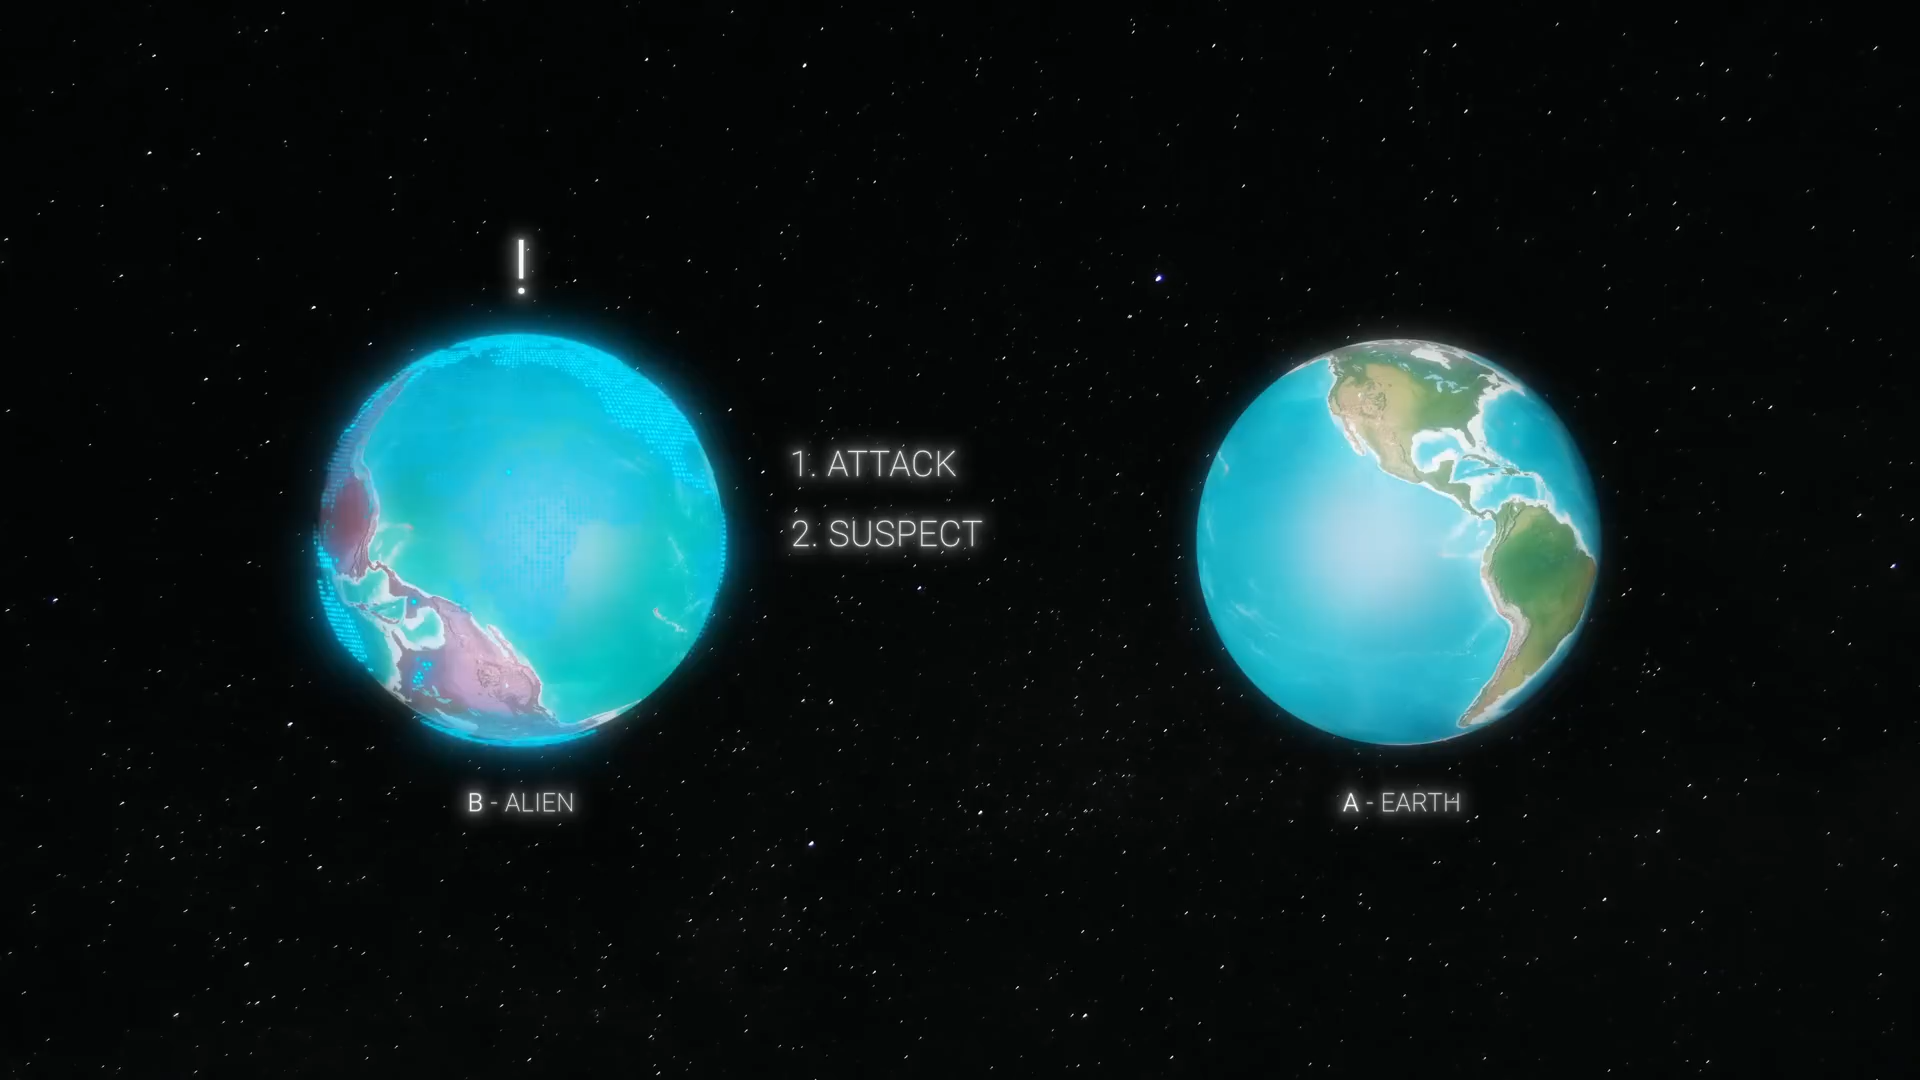 !
1. ATTACK
2. SUSPECT
B - ALIEN
A - EARTH